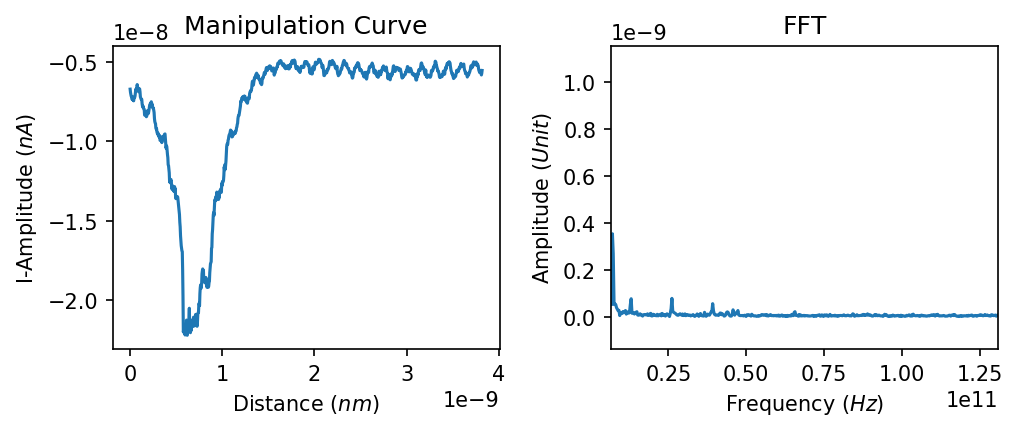 Manipulation Curve
1e−8
−0.5
−1.0
−1.5
−2.0
I-Amplitude (nA)
0 1 2 3 4
1e−9
Distance (nm)
FFT
1e−9
1.0
0.8
0.6
0.4
0.2
0.0
Amplitude (Unit)
0.25 0.50 0.75 1.00 1.25
1e11
Frequency (Hz)